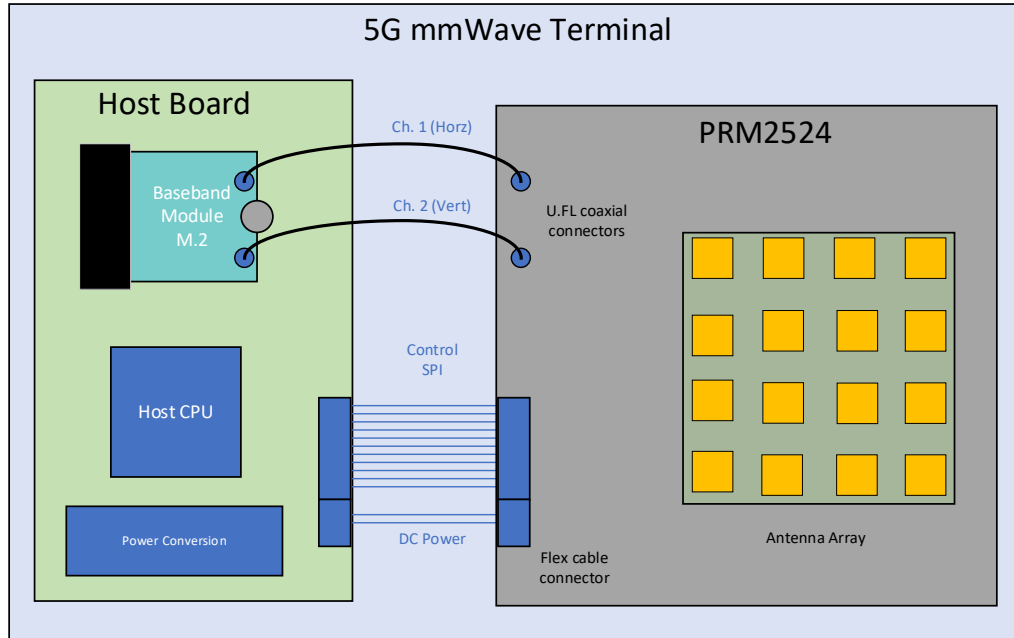 5G mmWave Terminal
Host Board
Baseband
Module
M.2
Host CPU
Power Conversion
Ch. 1 (Horz)
Ch. 2 (Vert)
Control
SPI
DC Power
PRM2524
U.FL coaxial
connectors
Antenna Array
Flex cable
connector